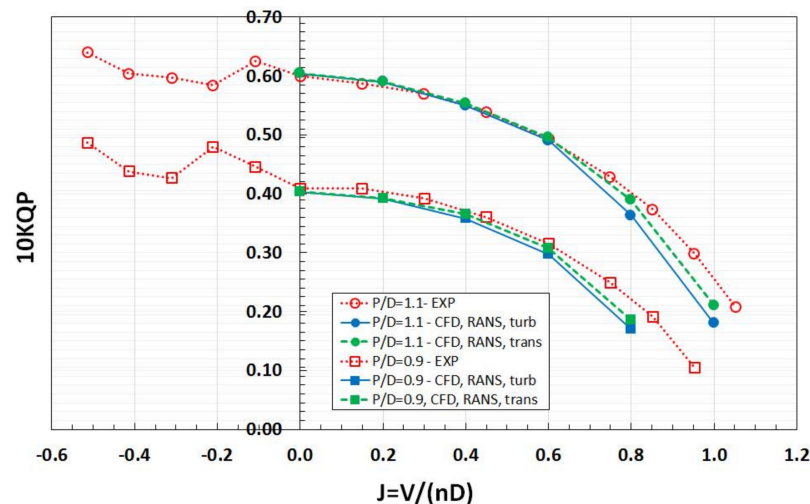 0.70
0.60
0.50
0.40
0.30
0.20
0.10
0.00
10KQP
P/D=1.1- EXP
P/D=1.1 - CFD, RANS, turb
P/D=1.1 - CFD, RANS, trans
P/D=0.9 - EXP
P/D=0.9 - CFD, RANS, turb
P/D=0.9, CFD, RANS, trans
-0.6 -0.4 -0.2 0.0 0.2 0.4 0.6 0.8 1.0 1.2
J=V/(nD)